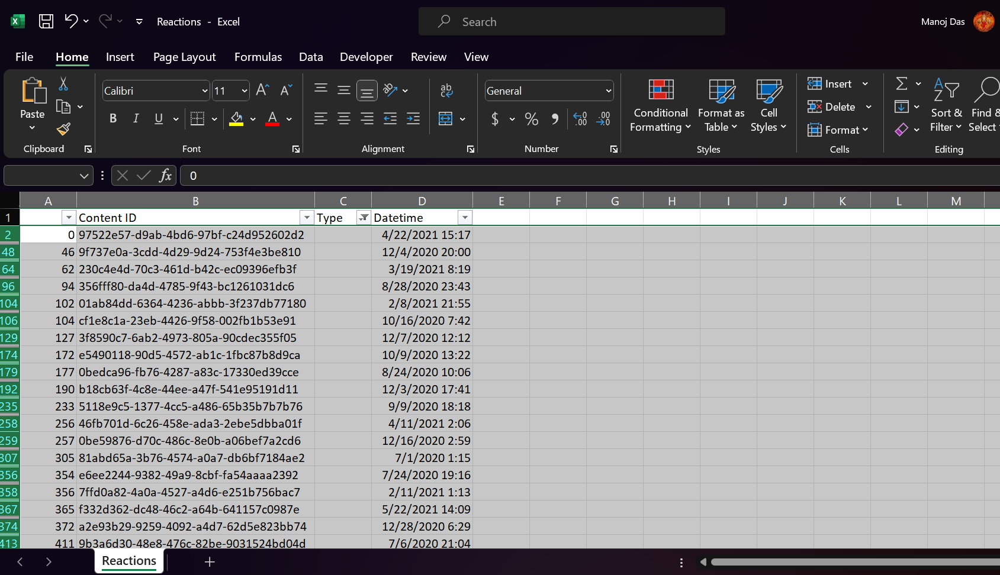 Reactions - Excel
Search
Manoj Das
File Home Insert Page Layout Formulas Data Developer Review View
Paste
Clipboard
Calibri 11
B I U A
Font
ab
Alignment
General
$ % 9 .00 .00
Number
Conditional Formatting
Format as Table
Cell Styles
Styles
Insert
Delete
Format
Cells
Sort & Filter
Find & Select
Editing
fx 0
A B C D E F G H I J K L M
1 Content ID Type Datetime
2 0 97522e57-d9ab-4bd6-97bf-c24d952602d2 4/22/2021 15:17
48 46 9f737e0a-3cdd-4d29-9d24-753f4e3be810 12/4/2020 20:00
64 62 230c4e4d-70c3-461d-b42c-ec09396efb3f 3/19/2021 8:19
96 94 356fff80-da4d-4785-9f43-bc1261031dc6 8/28/2020 23:43
104 102 01ab84dd-6364-4236-abbb-3f237db77180 2/8/2021 21:55
106 104 cf1e8c1a-23eb-4426-9f58-002fb1b53e91 10/16/2020 7:42
129 127 3f8590c7-6ab2-4973-805a-90cdec355f05 12/7/2020 12:12
174 172 e5490118-90d5-4572-ab1c-1fbc87b8d9ca 10/9/2020 13:22
179 177 0bedca96-fb76-4287-a83c-17330ed39cce 8/24/2020 10:06
192 190 b18cb63f-4c8e-44ee-a47f-541e95191d11 12/3/2020 17:41
235 233 5118e9c5-1377-4cc5-a486-65b35b7b7b76 9/9/2020 18:18
258 256 46fb701d-6c26-458e-ada3-2ebe5dbba01f 4/11/2021 2:06
259 257 0be59876-d70c-486c-8e0b-a06bef7a2cd6 12/16/2020 2:59
307 305 81abd65a-3b76-4574-a0a7-db6bf7184ae2 7/1/2020 1:15
356 354 e6ee2244-9382-49a9-8cbf-fa54aaaa2392 7/24/2020 19:16
358 356 7ffd0a82-4a0a-4527-a4d6-e251b756bac7 2/11/2021 1:13
367 365 f332d362-dc48-46c2-a64b-641157c0987e 5/22/2021 14:09
374 372 a2e93b29-9259-4092-a4d7-62d5e823bb74 12/28/2020 6:29
413 411 9b3a6d30-48e8-476c-82be-9031524bd04d 7/6/2020 21:04
Reactions